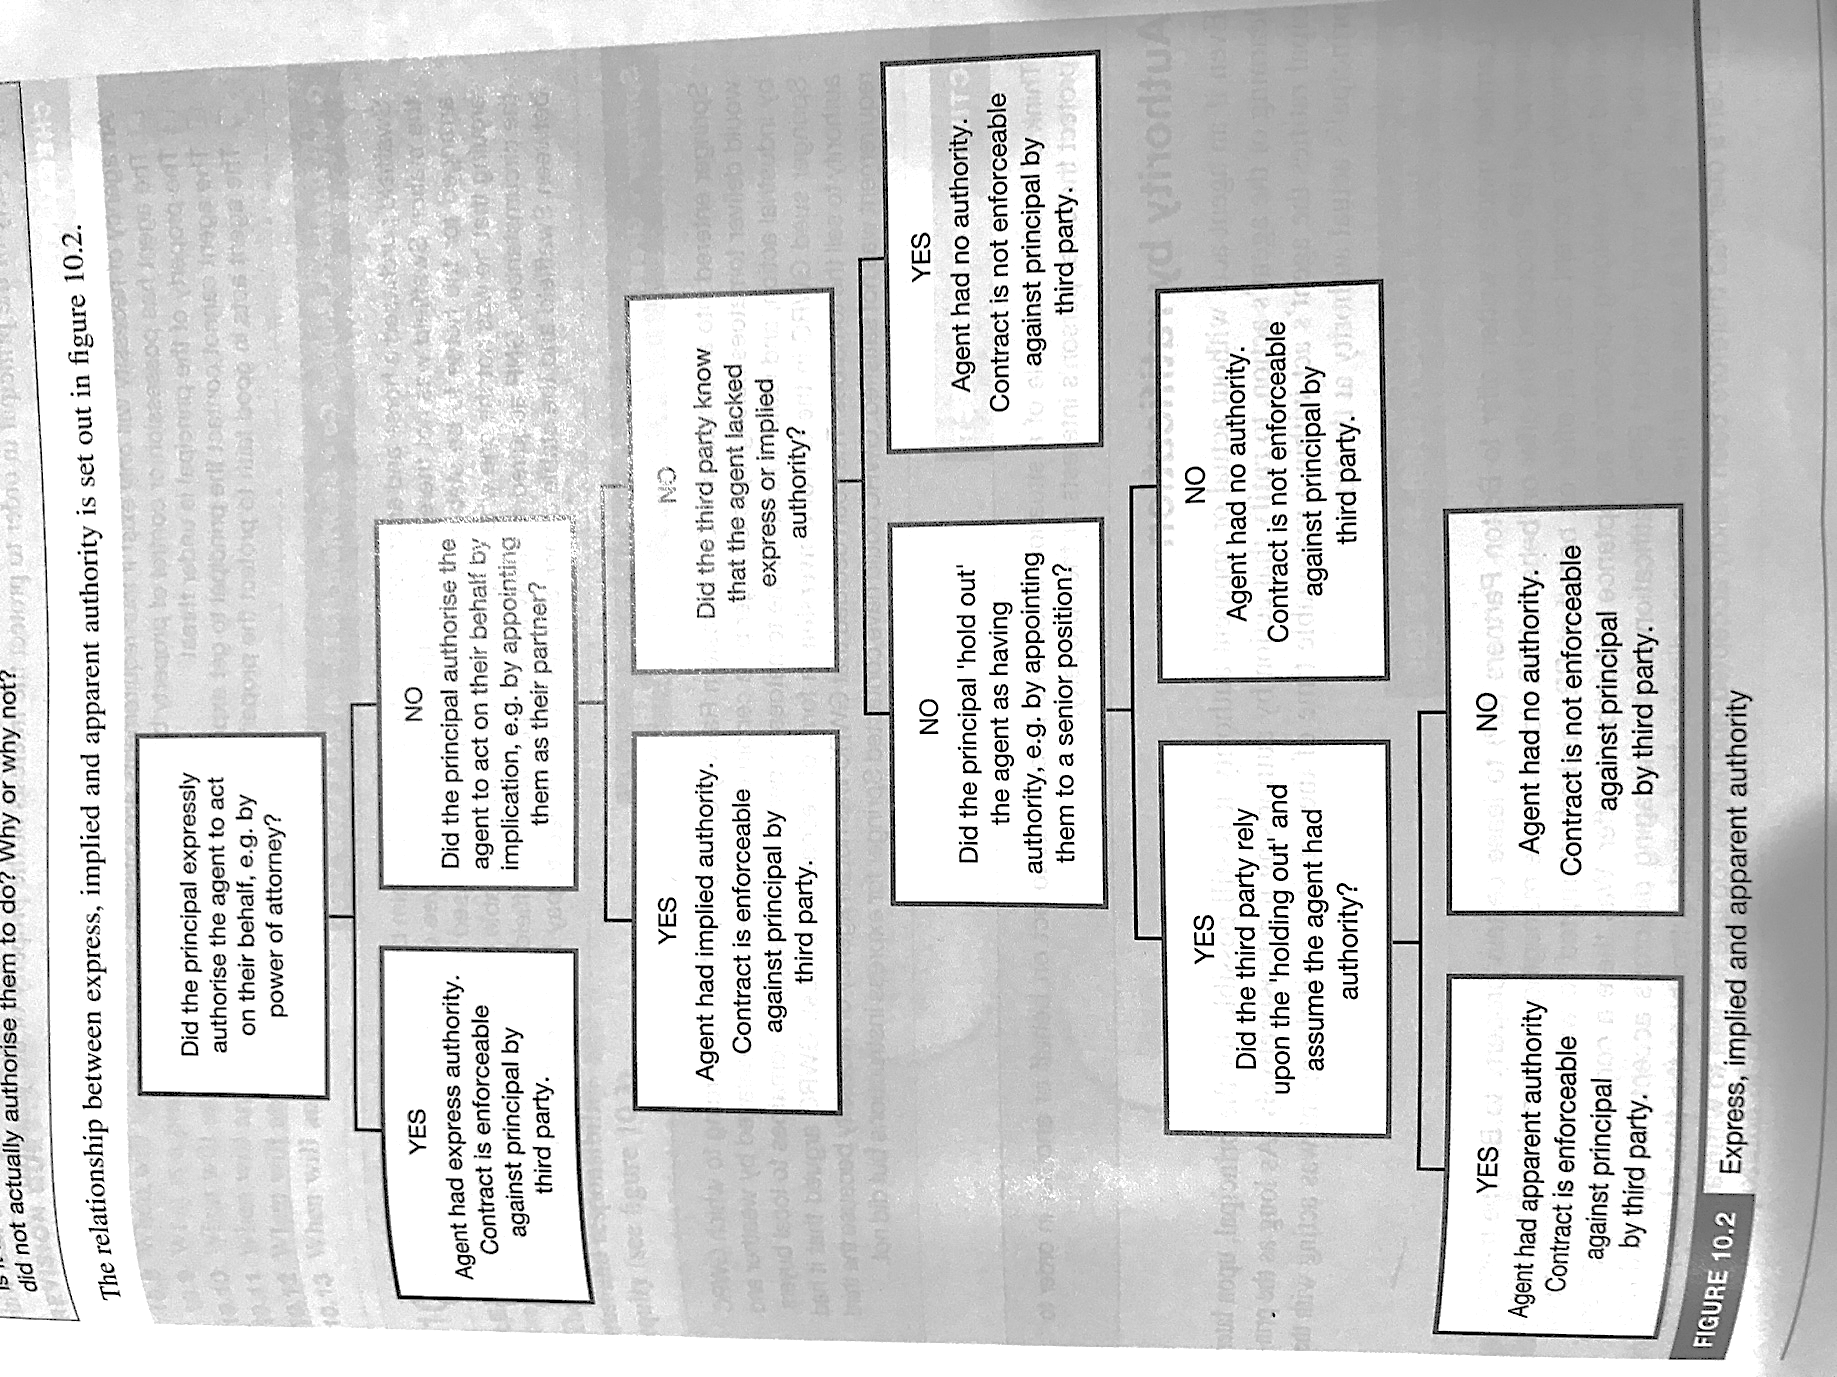 did not actually authorise them to do? Why or why not?
The relationship between express, implied and apparent authority is set out in figure 10.2.
Did the principal expressly
authorise the agent to act
on their behalf, e.g. by
power of attorney?
YES
Agent had express authority.
Contract is enforceable
against principal by
third party.
NO
Did the principal authorise the
agent to act on their behalf by
implication, e.g. by appointing
them as their partner?
YES
Agent had implied authority.
Contract is enforceable
against principal by
third party.
NO
Did the third party know
that the agent lacked
express or implied
authority?
NO
Did the principal 'hold out'
the agent as having
authority, e.g. by appointing
them to a senior position?
YES
Agent had no authority.
Contract is not enforceable
against principal by
third party.
YES
Did the third party rely
upon the 'holding out' and
assume the agent had
authority?
NO
Agent had no authority.
Contract is not enforceable
against principal by
third party.
YES
Agent had apparent authority
Contract is enforceable
against principal
by third party.
NO
Agent had no authority.
Contract is not enforceable
against principal
by third party.
FIGURE 10.2 Express, implied and apparent authority